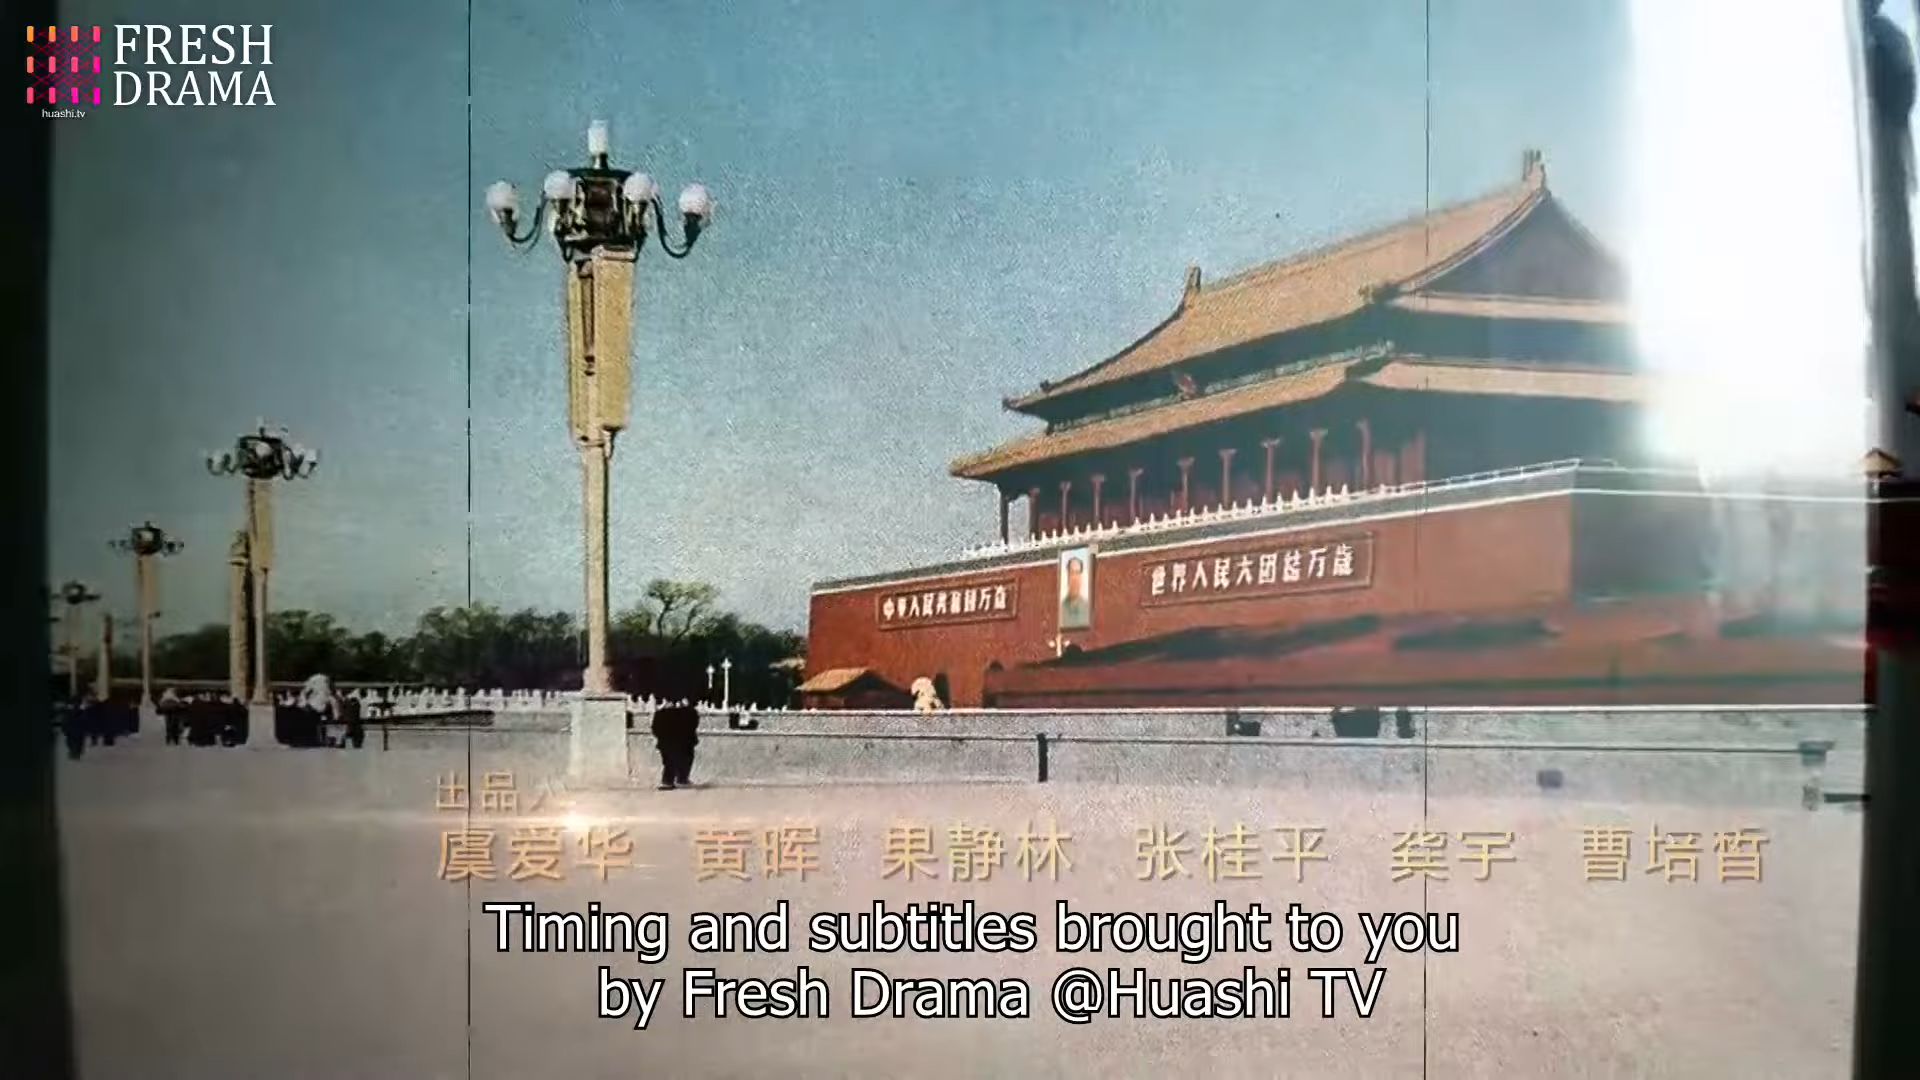 FRESH
DRAMA
huashi.tv
中华人民共和国万岁
世界人民大团结万岁
出品人
虞爱华 黄晖 果静林 张桂平 龚宇 曹培皙
Timing and subtitles brought to you
by Fresh Drama @Huashi TV